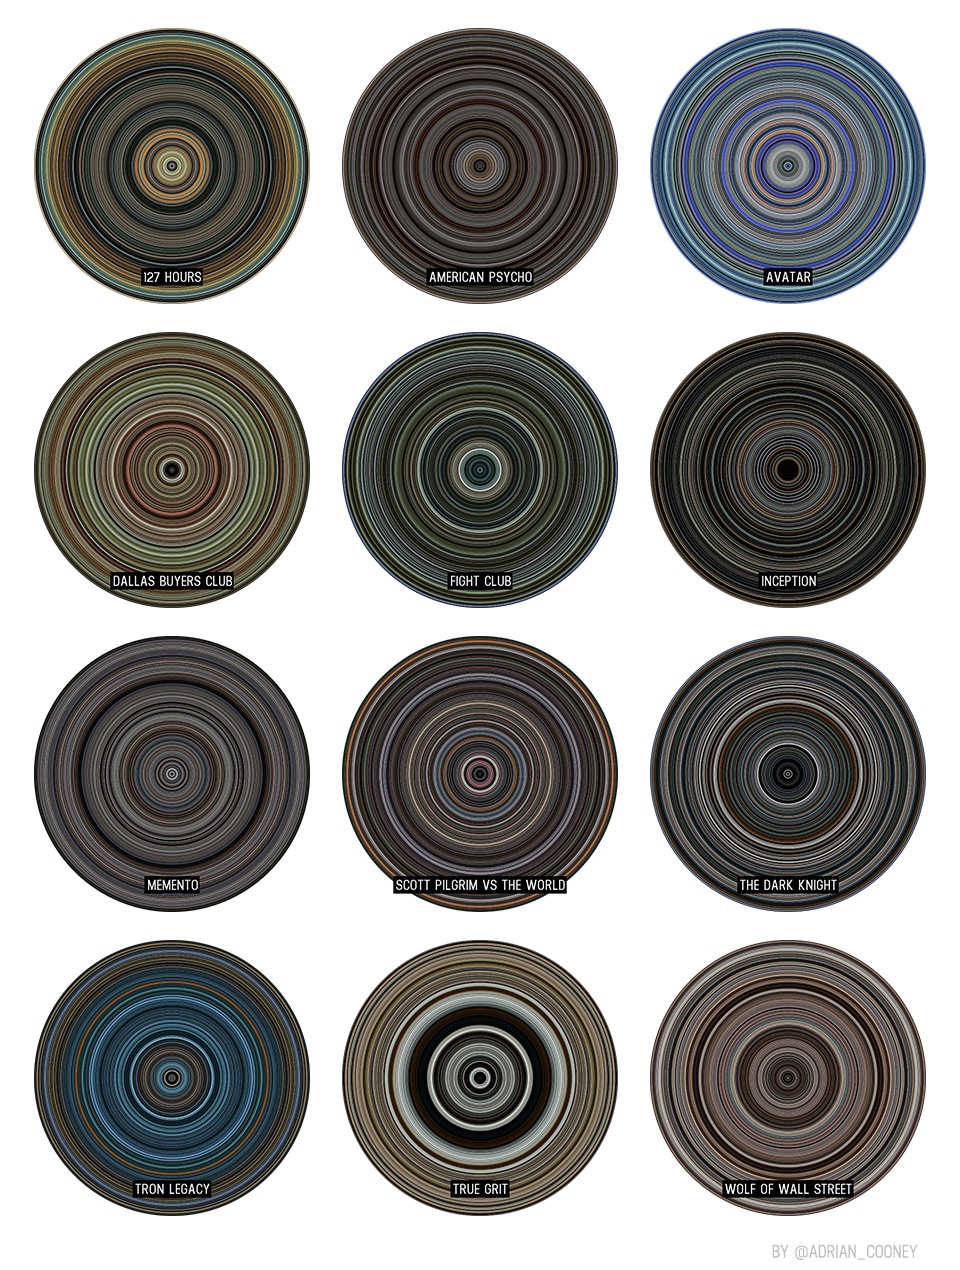 127 HOURS
AMERICAN PSYCHO
AVATAR
DALLAS BUYERS CLUB
FIGHT CLUB
INCEPTION
MEMENTO
SCOTT PILGRIM VS THE WORLD
THE DARK KNIGHT
TRON LEGACY
TRUE GRIT
WOLF OF WALL STREET
BY @ADRIAN_COONEY